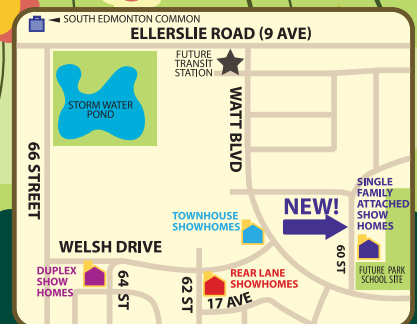 SOUTH EDMONTON COMMON
ELLERSLIE ROAD (9 AVE)
FUTURE
TRANSIT
STATION
STORM WATER
POND
WATT BLVD
66 STREET
SINGLE
FAMILY
ATTACHED
SHOW
HOMES
NEW!
TOWNHOUSE
SHOWHOMES
WELSH DRIVE
60 ST
DUPLEX
SHOW
HOMES
64 ST
62 ST
REAR LANE
SHOWHOMES
17 AVE
FUTURE PARK
SCHOOL SITE